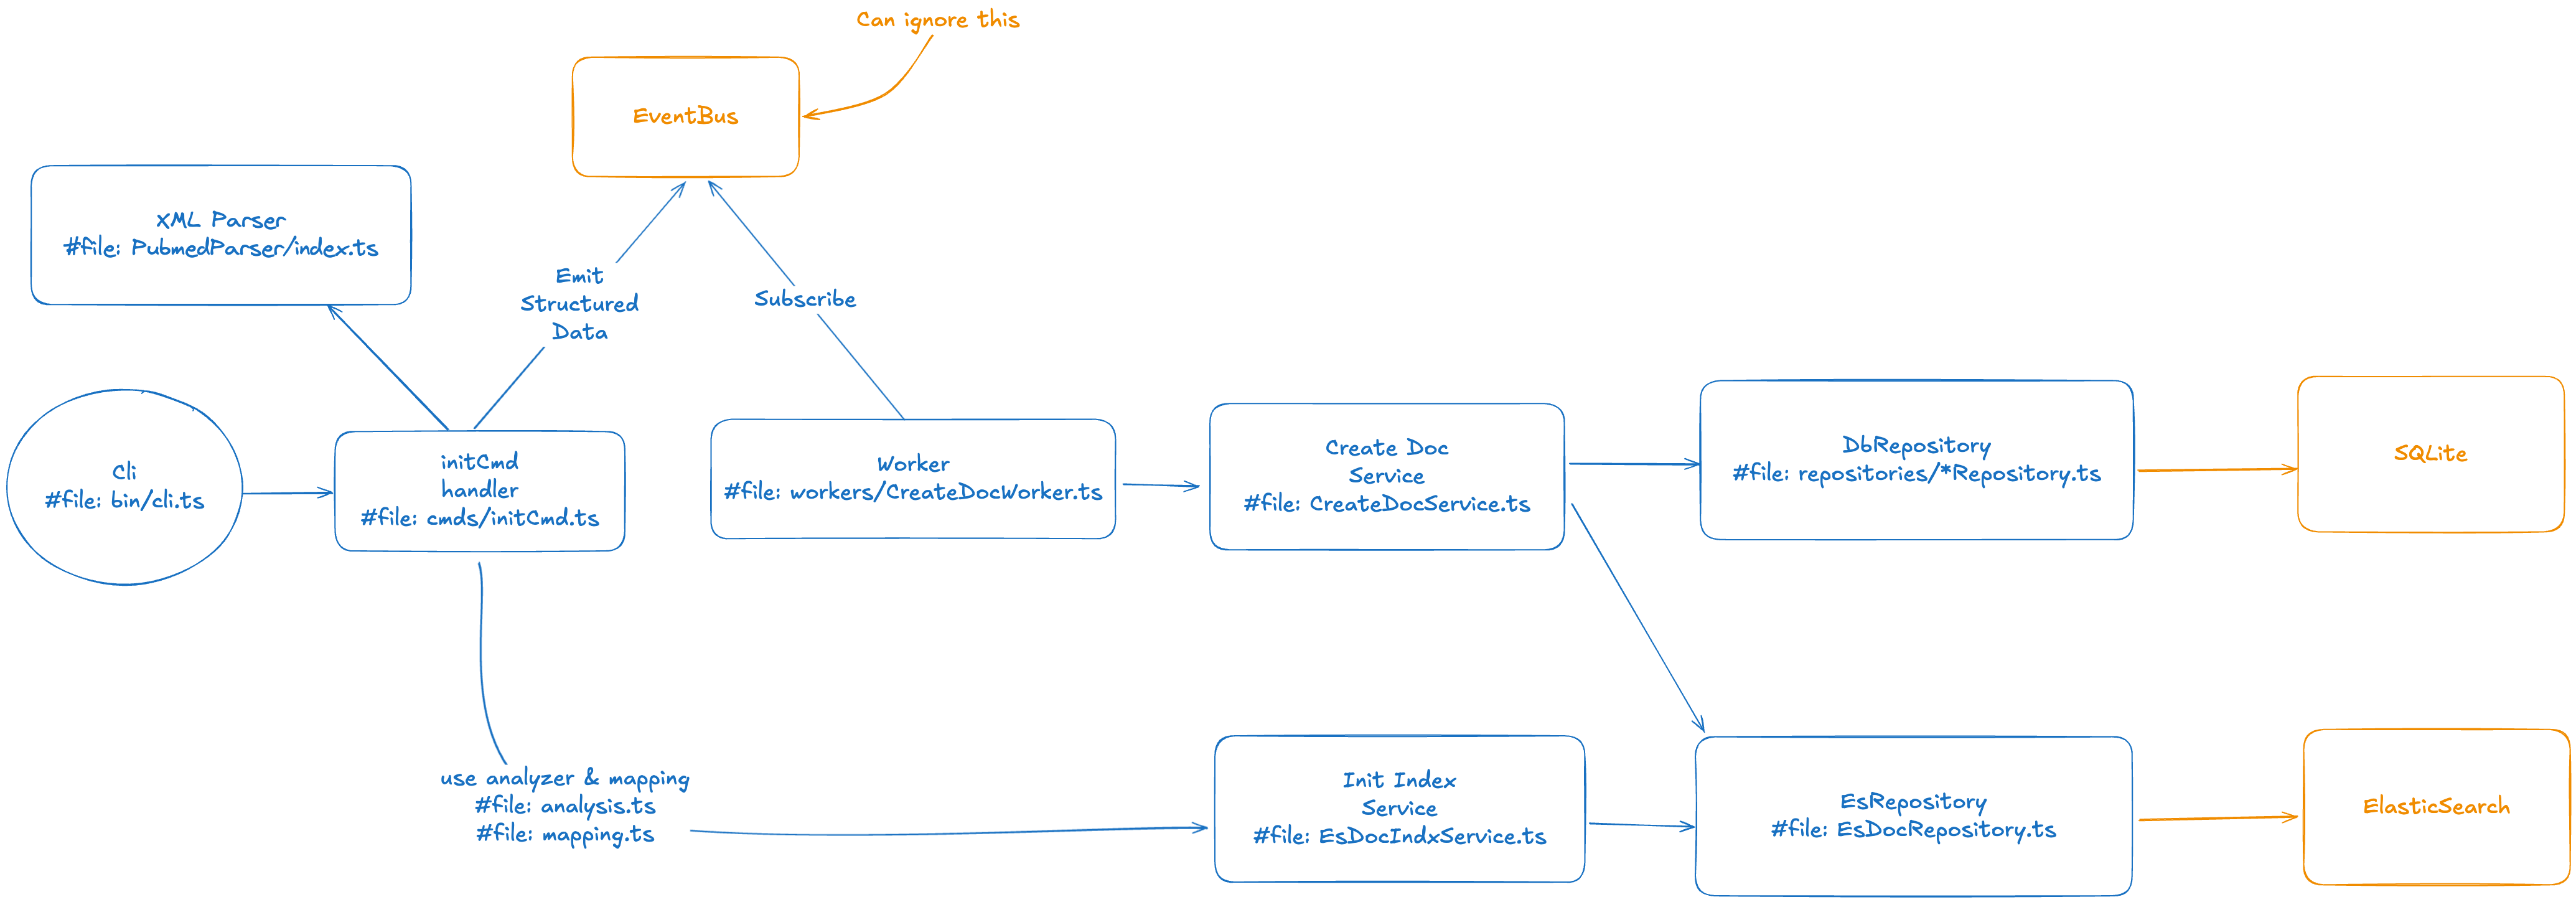 Can ignore this
EventBus
XML Parser
#file: PubmedParser/index.ts
Emit
Structured
Data
Subscribe
Cli
#file: bin/cli.ts
initCmd
handler
#file: cmds/initCmd.ts
Worker
#file: workers/CreateDocWorker.ts
Create Doc
Service
#file: CreateDocService.ts
DbRepository
#file: repositories/*Repository.ts
SQLite
use analyzer & mapping
#file: analysis.ts
#file: mapping.ts
Init Index
Service
#file: EsDocIndxService.ts
EsRepository
#file: EsDocRepository.ts
ElasticSearch